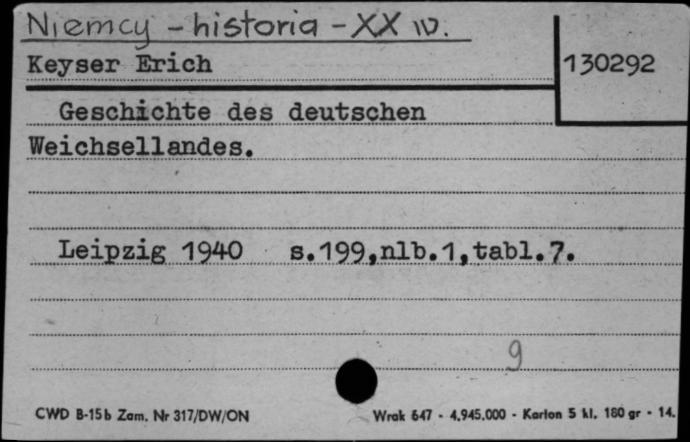 Niemcy - historia - XX w.
Keyser Erich
130292
Geschichte des deutschen
Weichsellandes.
Leipzig 1940 s.199,nlb.1,tabl.7.
9
CWD B-15b Zam. Nr 317/DW/ON
Wrak 647 - 4.945.000 - Karton 5 kl. 180 gr - 14.